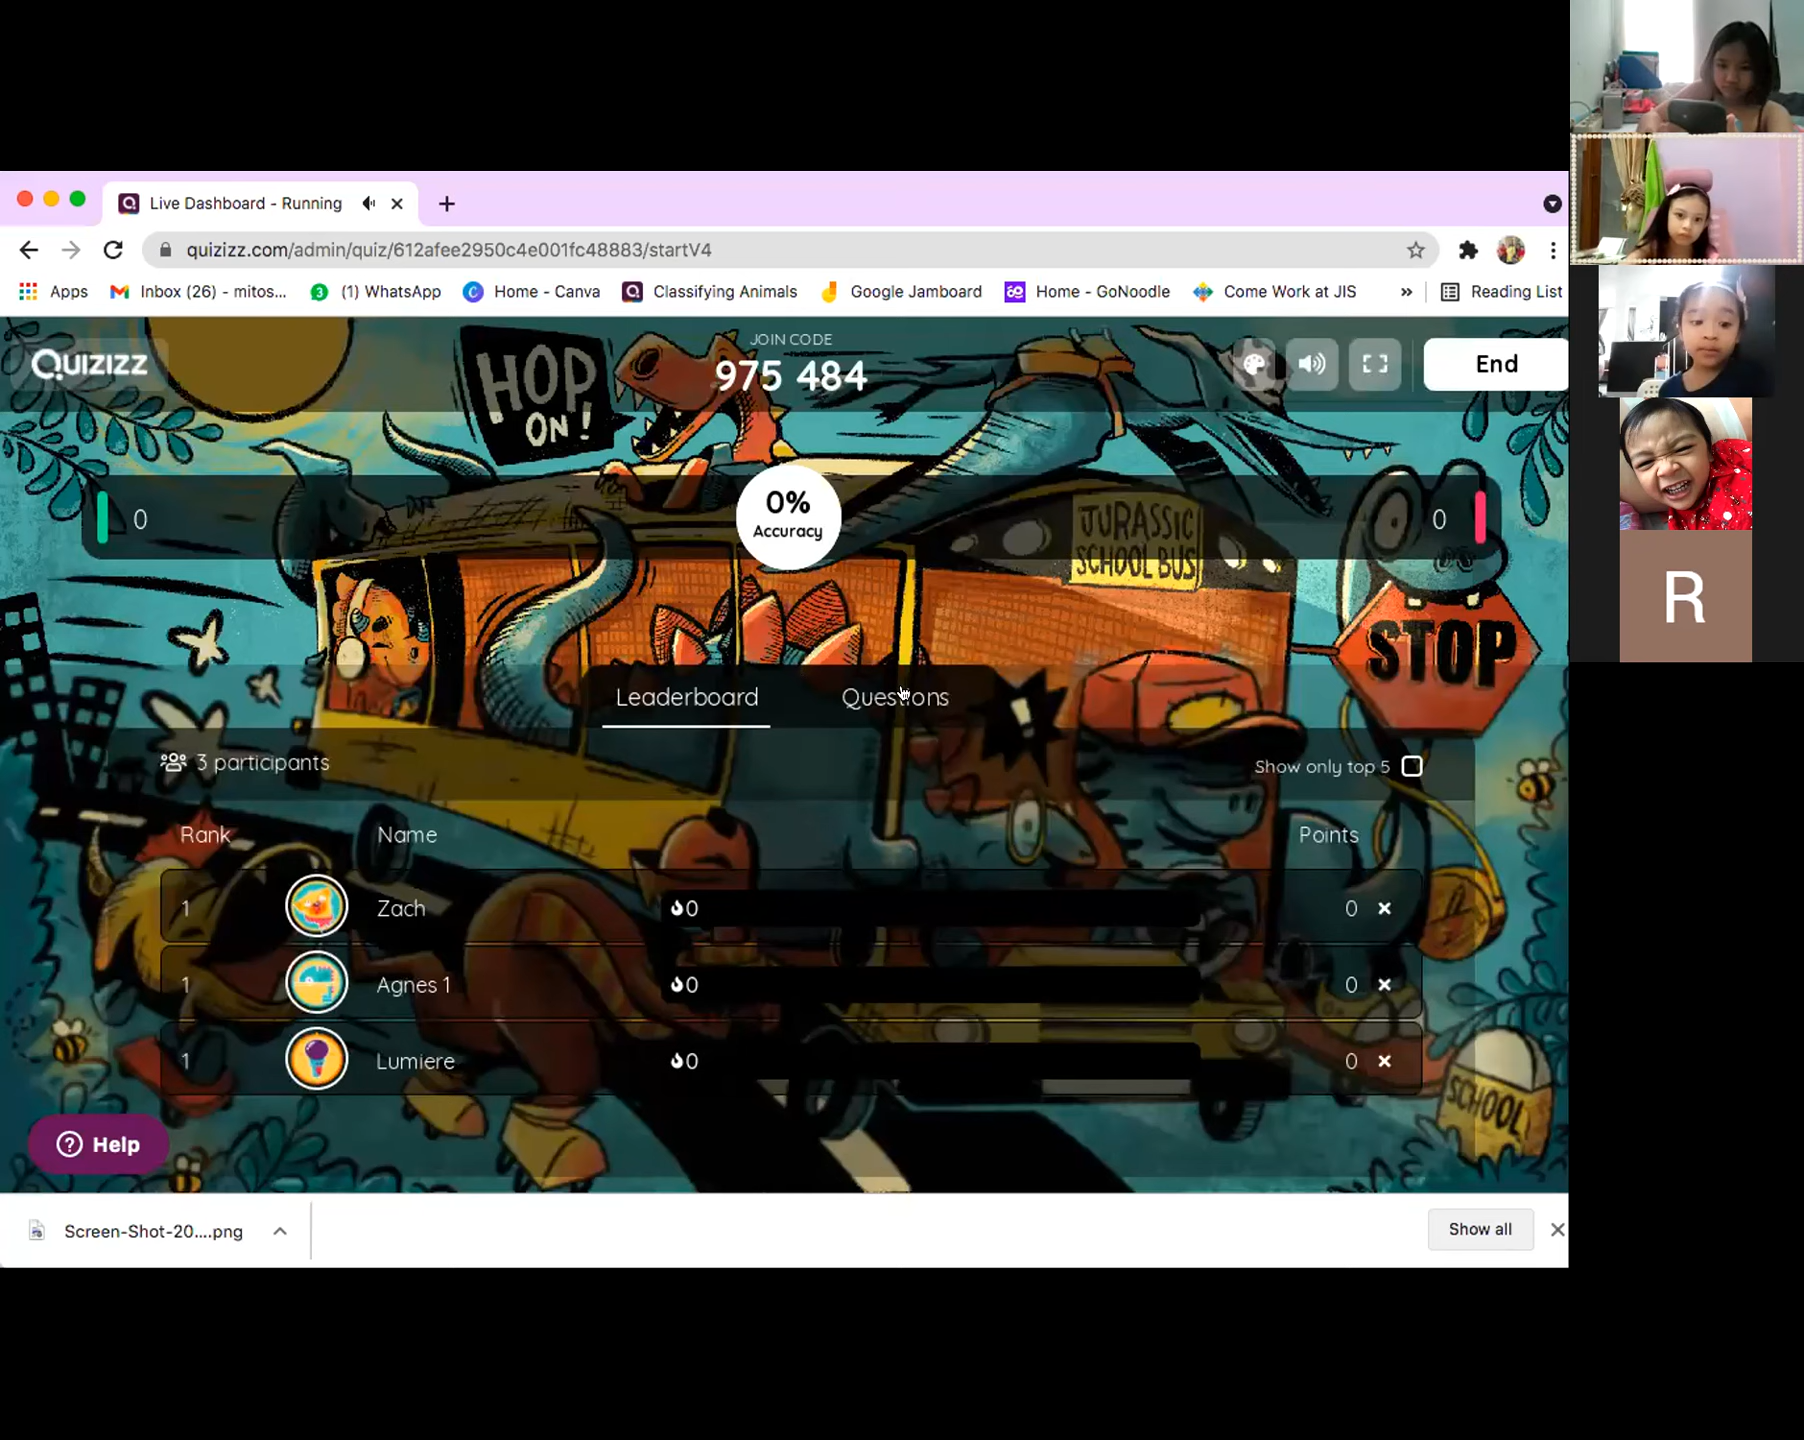 Live Dashboard - Running
quizizz.com/admin/quiz/612afee2950c4e001fc48883/startV4
Apps
Inbox (26) - mitos...
3
(1) WhatsApp
Home - Canva
Classifying Animals
Google Jamboard
Home - GoNoodle
Come Work at JIS
»
Reading List
QUIZIZZ
HOP
ON!
JOIN CODE
975 484
End
0
0%
Accuracy
0
JURASSIC
SCHOOL BUS
STOP
R
Leaderboard
Questions
!
3 participants
Show only top 5
Rank
Name
Points
1
Zach
0
0
1
Agnes 1
0
0
1
Lumiere
0
0
SCHOOL
Help
Screen-Shot-20....png
Show all